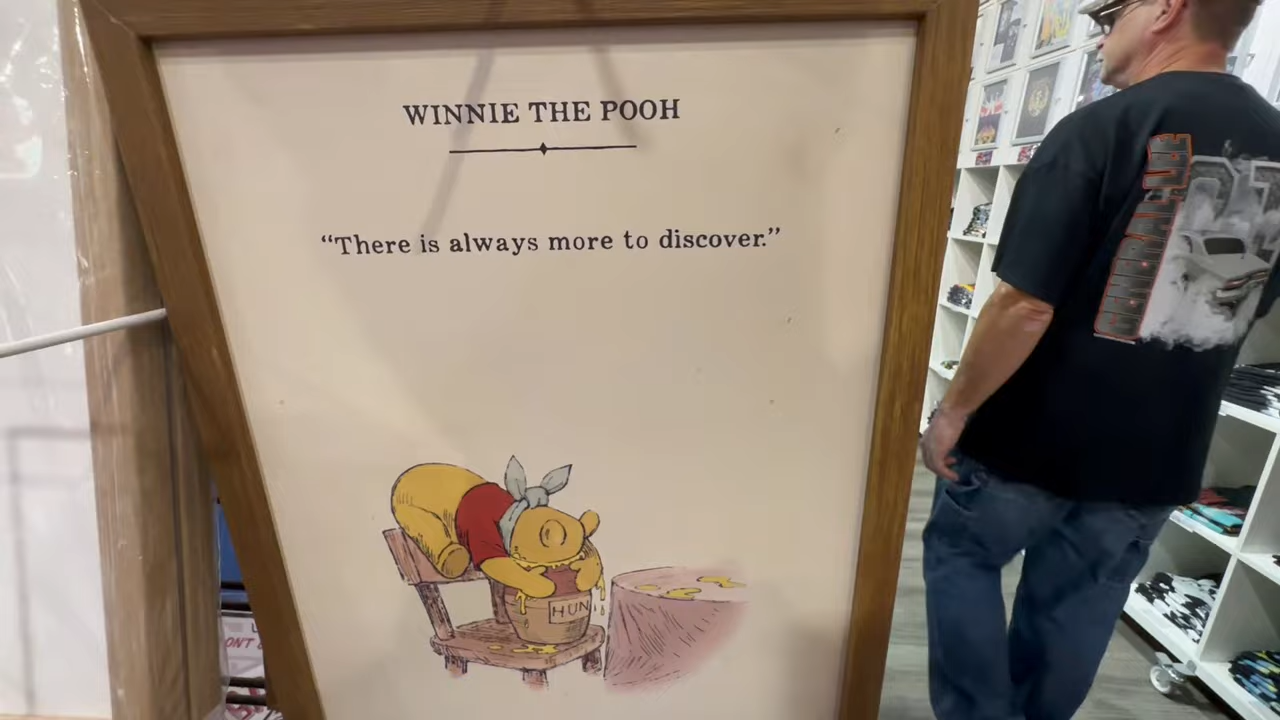 WINNIE THE POOH
“There is always more to discover.”
HUN